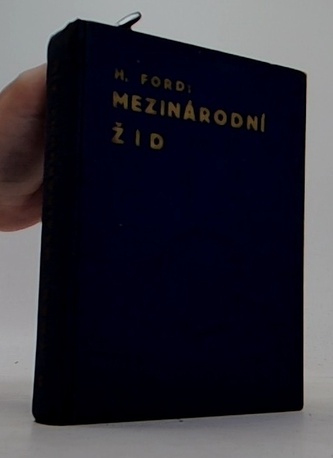 H. FORD:
MEZINÁRODNÍ
ŽID